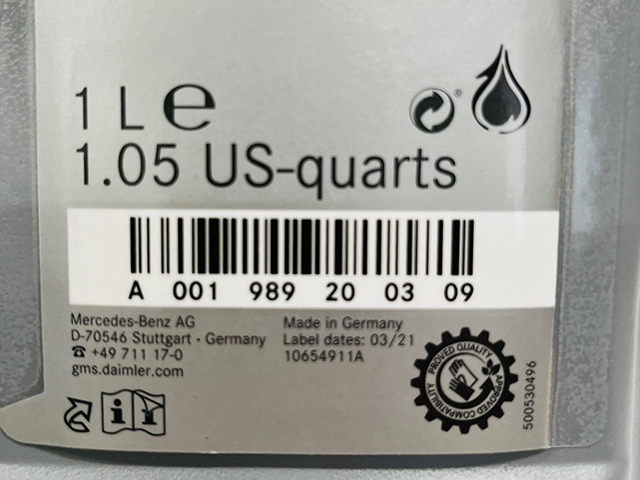 1 L e
1.05 US-quarts
A 001 989 20 03 09
Mercedes-Benz AG
D-70546 Stuttgart · Germany
☎ +49 711 17-0
gms.daimler.com
Made in Germany
Label dates: 03/21
10654911A
PROVED QUALITY
APPROVED COMPATIBILITY
500530496